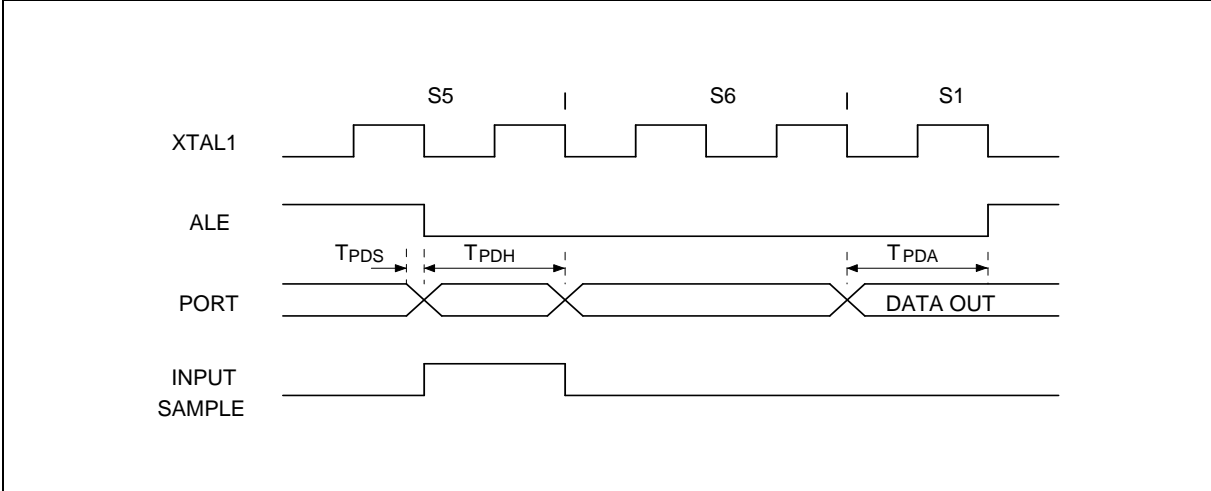 S5 S6 S1
XTAL1
ALE
TPDS TPDH TPDA
PORT DATA OUT
INPUT
SAMPLE